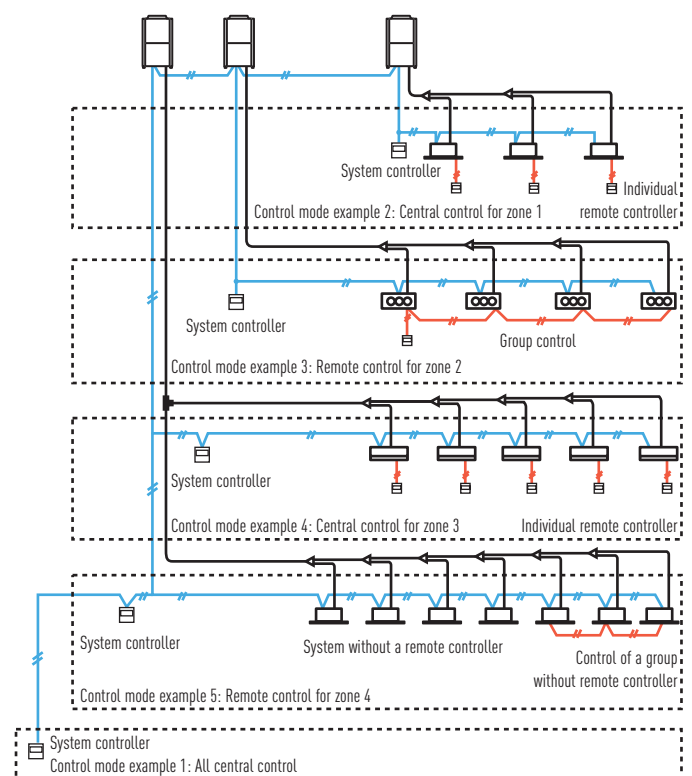 System controller
Individual
remote controller
Control mode example 2: Central control for zone 1
System controller
Group control
Control mode example 3: Remote control for zone 2
System controller
Control mode example 4: Central control for zone 3
Individual remote controller
System controller
System without a remote controller
Control of a group
without remote controller
Control mode example 5: Remote control for zone 4
System controller
Control mode example 1: All central control